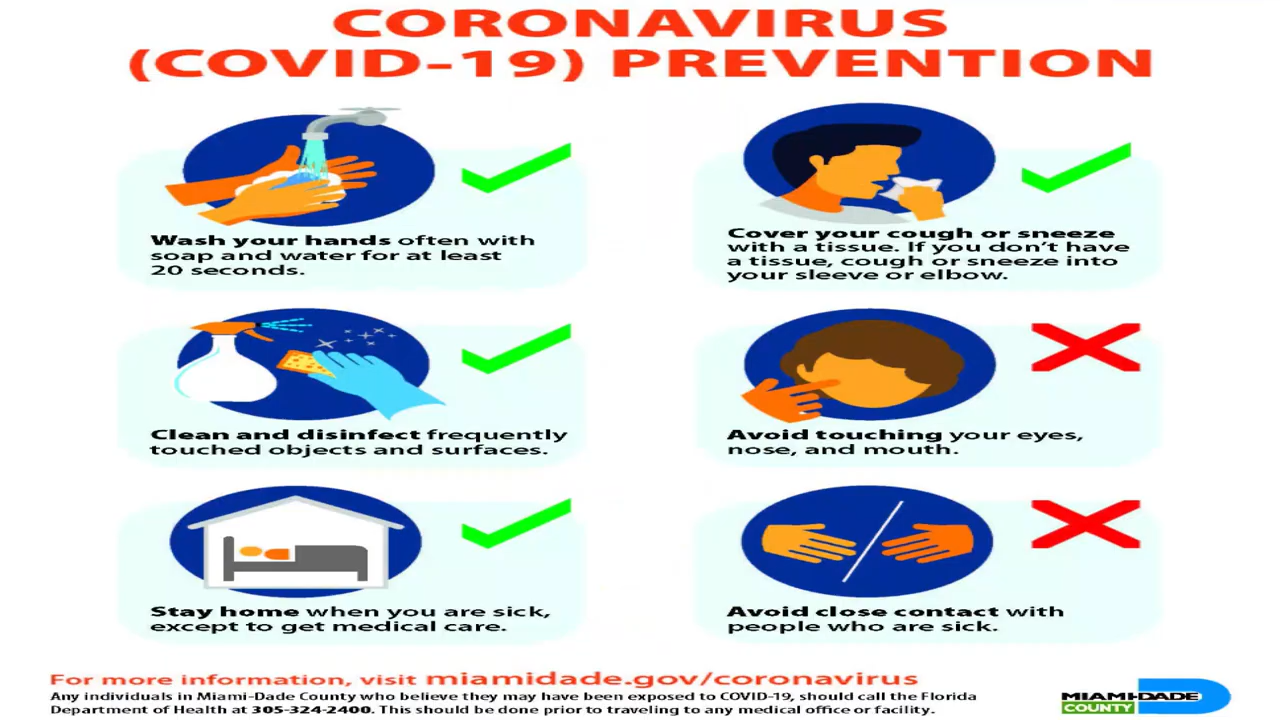 CORONAVIRUS
(COVID-19) PREVENTION
Wash your hands often with
soap and water for at least
20 seconds.
Cover your cough or sneeze
with a tissue. If you don't have
a tissue, cough or sneeze into
your sleeve or elbow.
Clean and disinfect frequently
touched objects and surfaces.
Avoid touching your eyes,
nose, and mouth.
Stay home when you are sick,
except to get medical care.
Avoid close contact with
people who are sick.
For more information, visit miamidade.gov/coronavirus
Any individuals in Miami-Dade County who believe they may have been exposed to COVID-19, should call the Florida
Department of Health at 305-324-2400. This should be done prior to traveling to any medical office or facility.
MIAMI-DADE
COUNTY